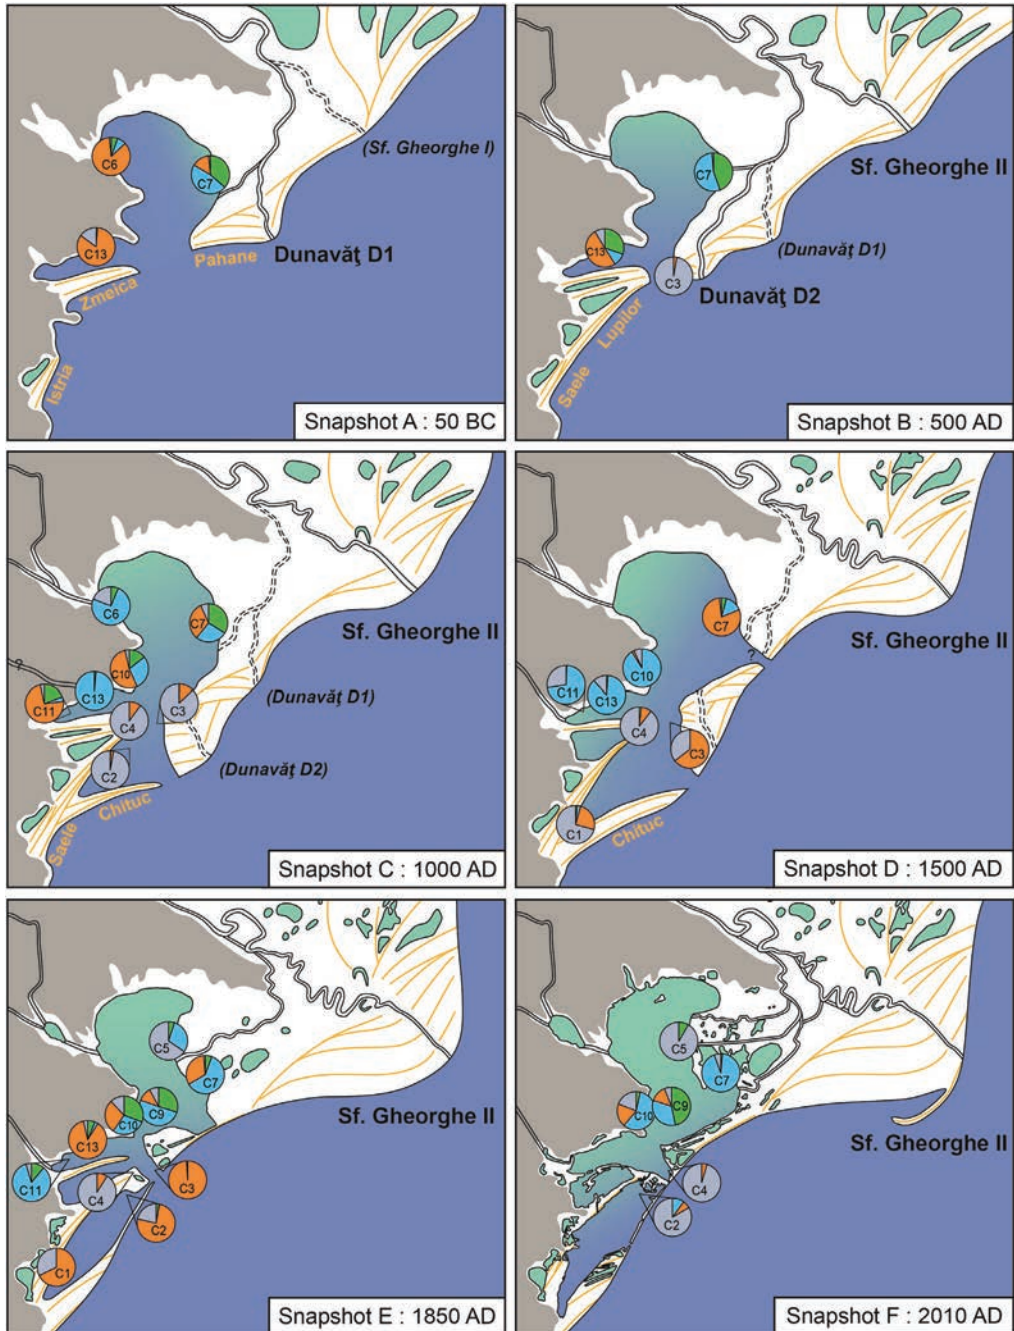 C6
C7
(Sf. Gheorghe I)
C13
Pahane
Dunavăţ D1
Zmeica
Istria
Snapshot A : 50 BC
C7
Sf. Gheorghe II
C13
(Dunavăţ D1)
C3
Dunavăţ D2
Lupilor
Saele
Snapshot B : 500 AD
C6
C7
Sf. Gheorghe II
?
C10
C13
C11
C3
(Dunavăţ D1)
C4
C2
(Dunavăţ D2)
Chituc
Saele
Snapshot C : 1000 AD
C7
Sf. Gheorghe II
?
C10
C11
C13
C4
C3
C1
Chituc
Snapshot D : 1500 AD
C5
C7
C9
C10
Sf. Gheorghe II
C13
C11
C4
C3
C2
C1
Snapshot E : 1850 AD
C5
C7
C10
C9
Sf. Gheorghe II
C4
C2
Snapshot F : 2010 AD